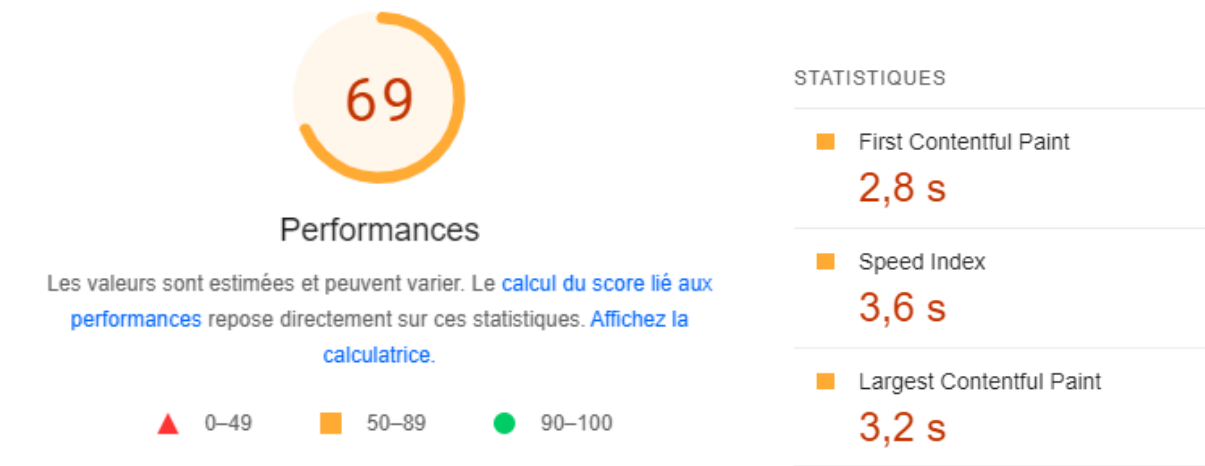 69
Performances
Les valeurs sont estimées et peuvent varier. Le calcul du score lié aux
performances repose directement sur ces statistiques. Affichez la
calculatrice.
0–49
50–89
90–100
STATISTIQUES
First Contentful Paint
2,8 s
Speed Index
3,6 s
Largest Contentful Paint
3,2 s